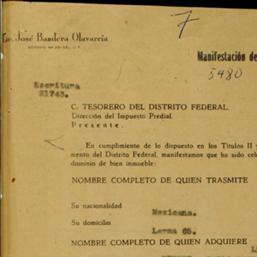 7
Lic. José Bandera Olavarría
Manifestación de
5480
Escritura
21745.
C. TESORERO DEL DISTRITO FEDERAL.
Dirección del Impuesto Predial.
Presente.
En cumplimiento de lo dispuesto en los Títulos II y
mento del Distrito Federal, manifestamos que ha sido cele
dominio de bien inmueble:
NOMBRE COMPLETO DE QUIEN TRASMITE
Su nacionalidad
Mexicana.
Su domicilio
Lerma 65.
NOMBRE COMPLETO DE QUIEN ADQUIERE